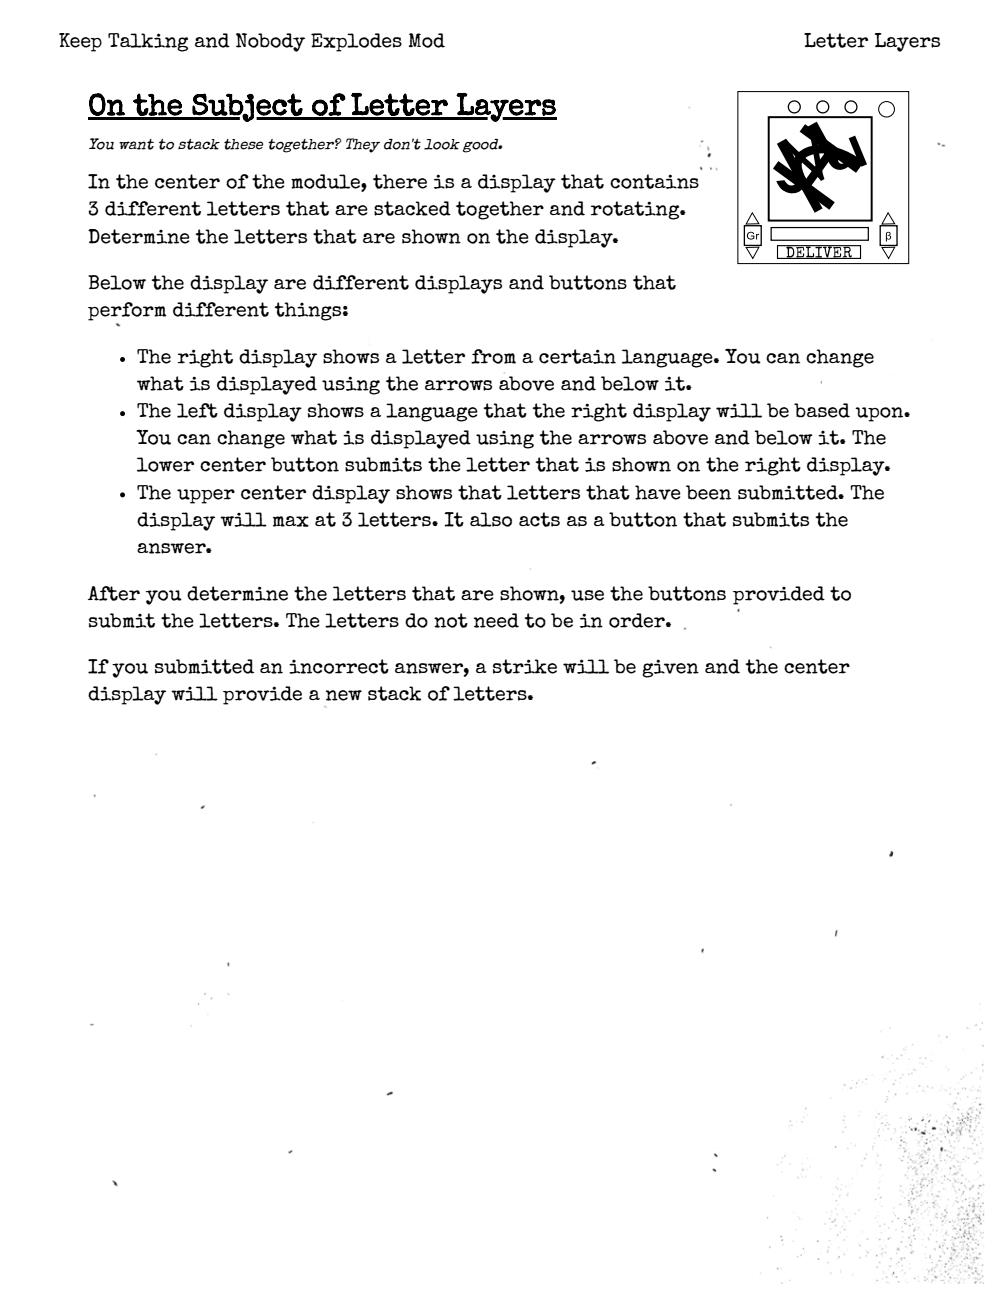 Keep Talking and Nobody Explodes Mod
Letter Layers
On the Subject of Letter Layers
You want to stack these together? They don't look good.
In the center of the module, there is a display that contains
3 different letters that are stacked together and rotating.
Determine the letters that are shown on the display.
Gr
β
DELIVER
Below the display are different displays and buttons that
perform different things:
• The right display shows a letter from a certain language. You can change
what is displayed using the arrows above and below it.
• The left display shows a language that the right display will be based upon.
You can change what is displayed using the arrows above and below it. The
lower center button submits the letter that is shown on the right display.
• The upper center display shows that letters that have been submitted. The
display will max at 3 letters. It also acts as a button that submits the
answer.
After you determine the letters that are shown, use the buttons provided to
submit the letters. The letters do not need to be in order.
If you submitted an incorrect answer, a strike will be given and the center
display will provide a new stack of letters.